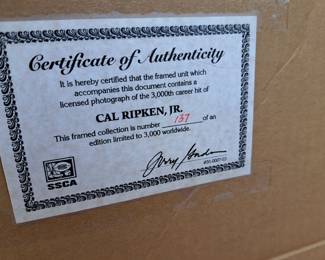 Certificate of Authenticity
It is hereby certified that the framed unit which
accompanies this document contains a
licensed photograph of the 3,000th career hit of
CAL RIPKEN, JR.
This framed collection is number 137 of an
edition limited to 3,000 worldwide.
SSCA